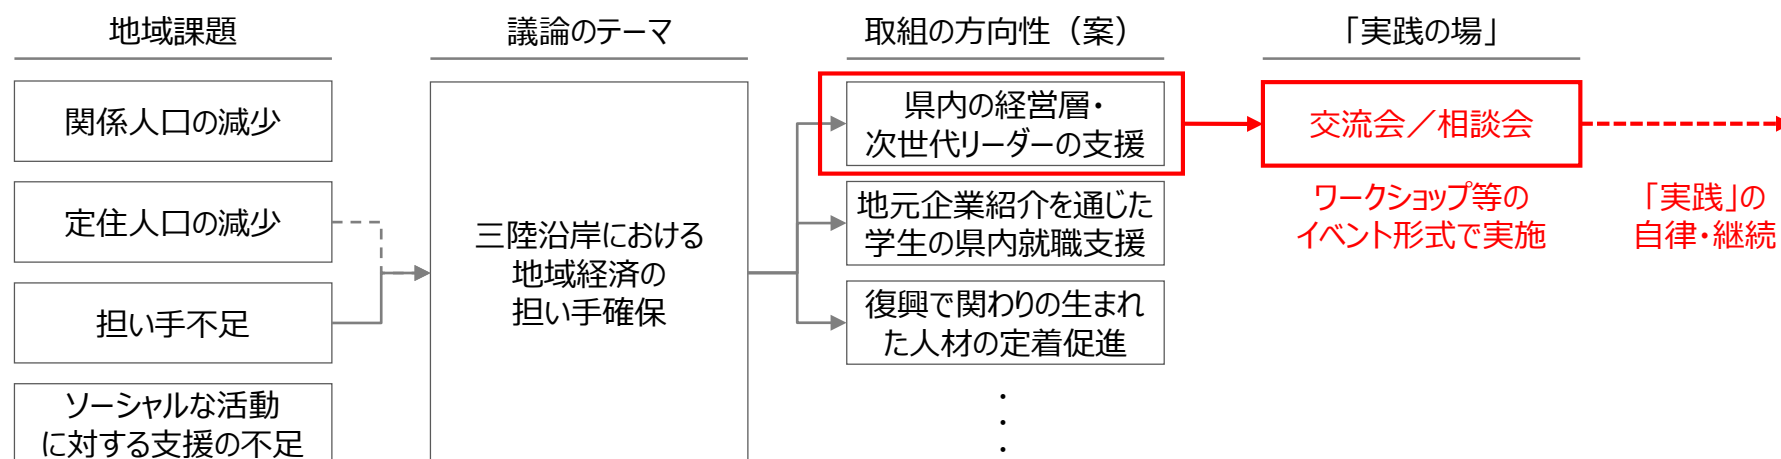 地域課題
議論のテーマ
取組の方向性（案）
「実践の場」
関係人口の減少
定住人口の減少
担い手不足
ソーシャルな活動
に対する支援の不足
三陸沿岸における
地域経済の
担い手確保
県内の経営層・
次世代リーダーの支援
地元企業紹介を通じた
学生の県内就職支援
復興で関わりの生まれ
た人材の定着促進
・
・
・
交流会／相談会
ワークショップ等の
イベント形式で実施
「実践」の
自律・継続